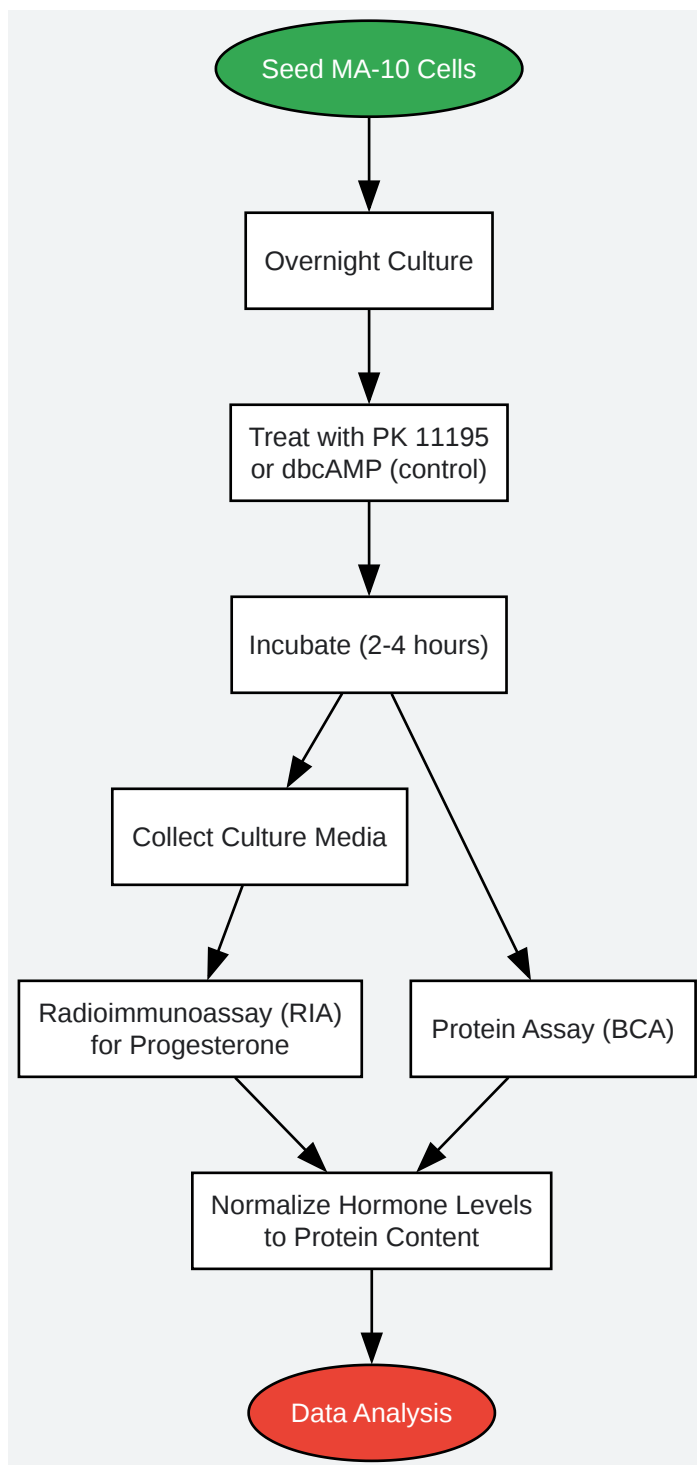 Seed MA-10 Cells
Overnight Culture
Treat with PK 11195
or dbcAMP (control)
Incubate (2-4 hours)
Collect Culture Media
Radioimmunoassay (RIA)
for Progesterone
Protein Assay (BCA)
Normalize Hormone Levels
to Protein Content
Data Analysis